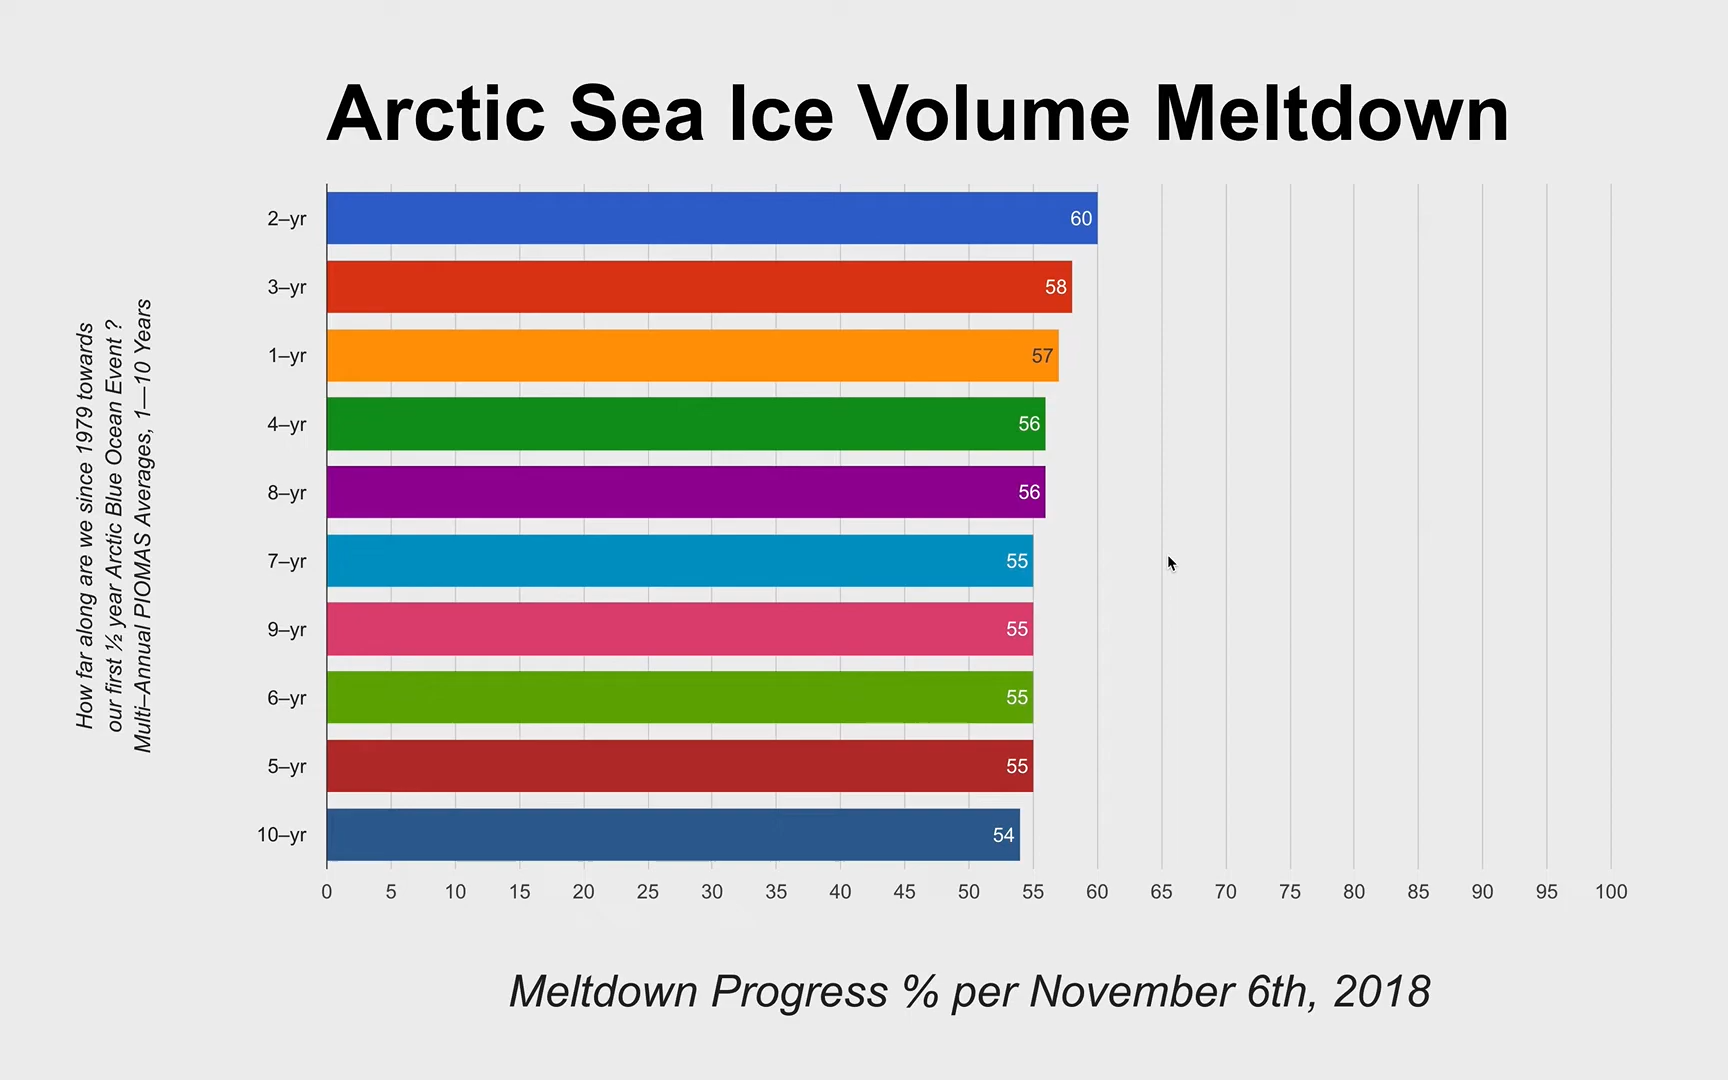 Arctic Sea Ice Volume Meltdown
How far along are we since 1979 towards
our first ½ year Arctic Blue Ocean Event ?
Multi–Annual PIOMAS Averages, 1—10 Years
2–yr 60
3–yr 58
1–yr 57
4–yr 56
8–yr 56
7–yr 55
9–yr 55
6–yr 55
5–yr 55
10–yr 54
0 5 10 15 20 25 30 35 40 45 50 55 60 65 70 75 80 85 90 95 100
Meltdown Progress % per November 6th, 2018